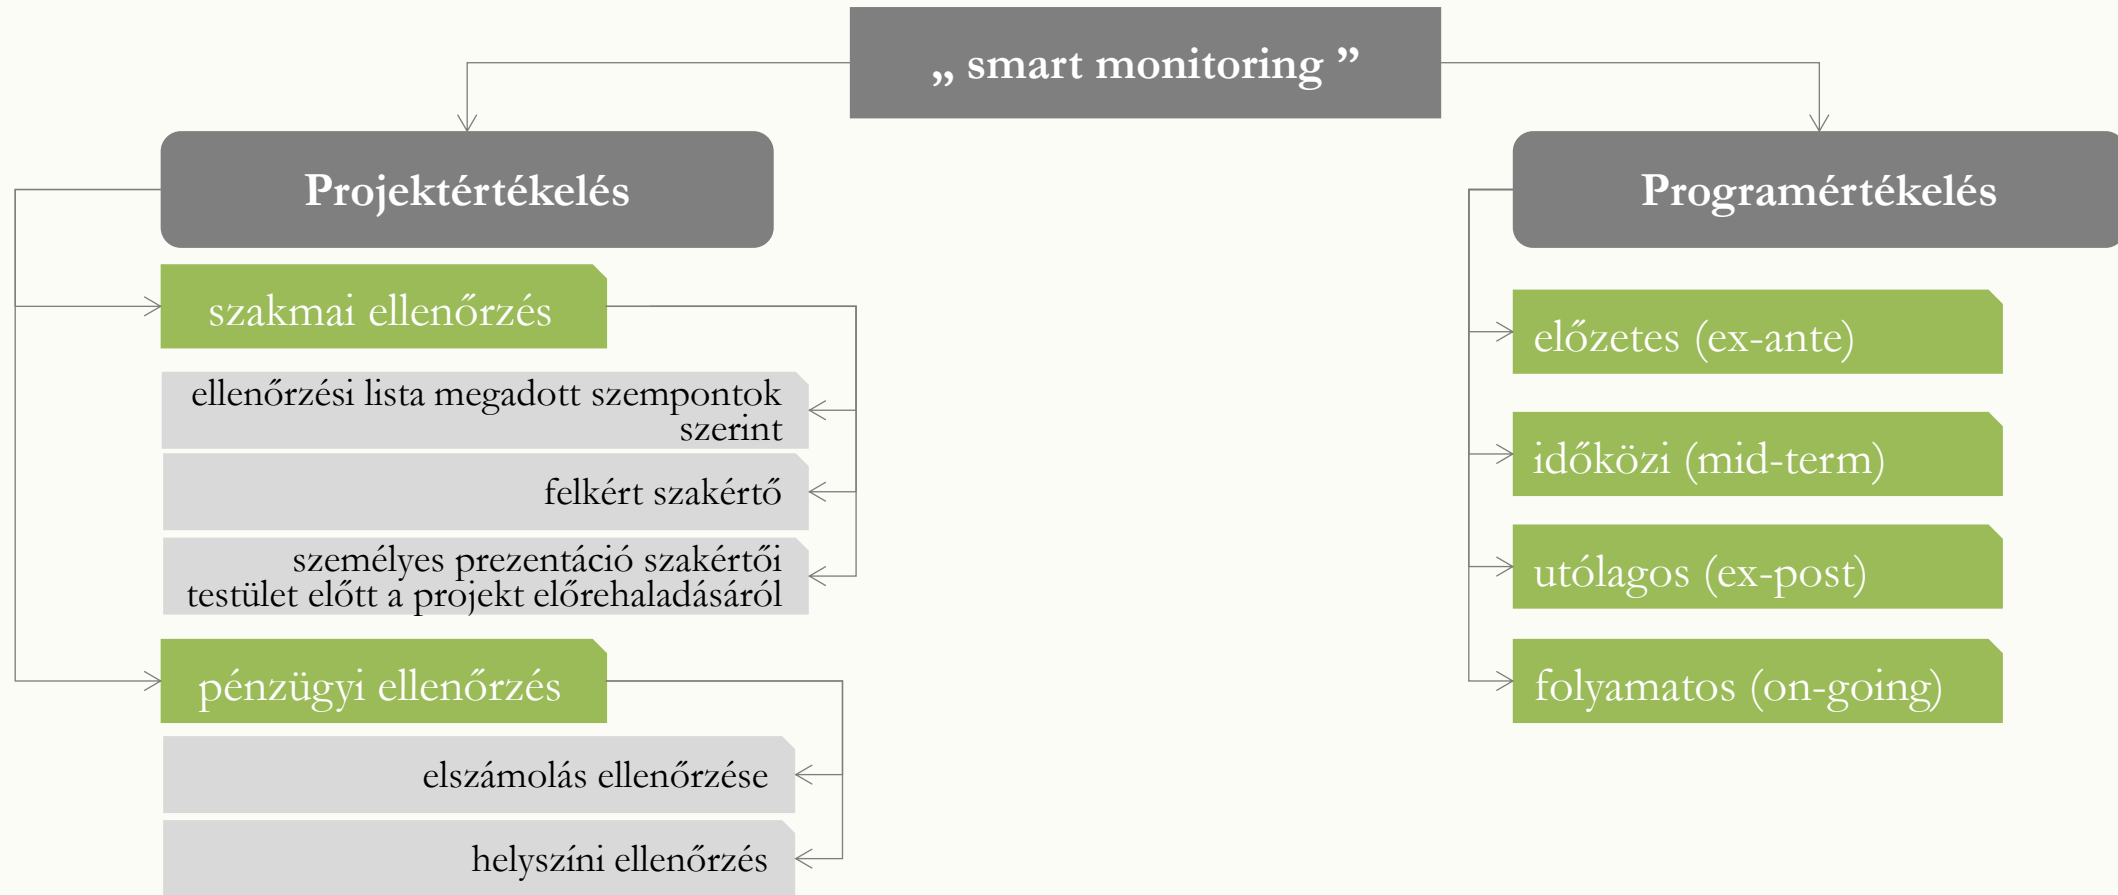 „ smart monitoring ”
Projektértékelés
szakmai ellenőrzés
ellenőrzési lista megadott szempontok
szerint
felkért szakértő
személyes prezentáció szakértői
testület előtt a projekt előrehaladásáról
pénzügyi ellenőrzés
elszámolás ellenőrzése
helyszíni ellenőrzés
Programértékelés
előzetes (ex-ante)
időközi (mid-term)
utólagos (ex-post)
folyamatos (on-going)